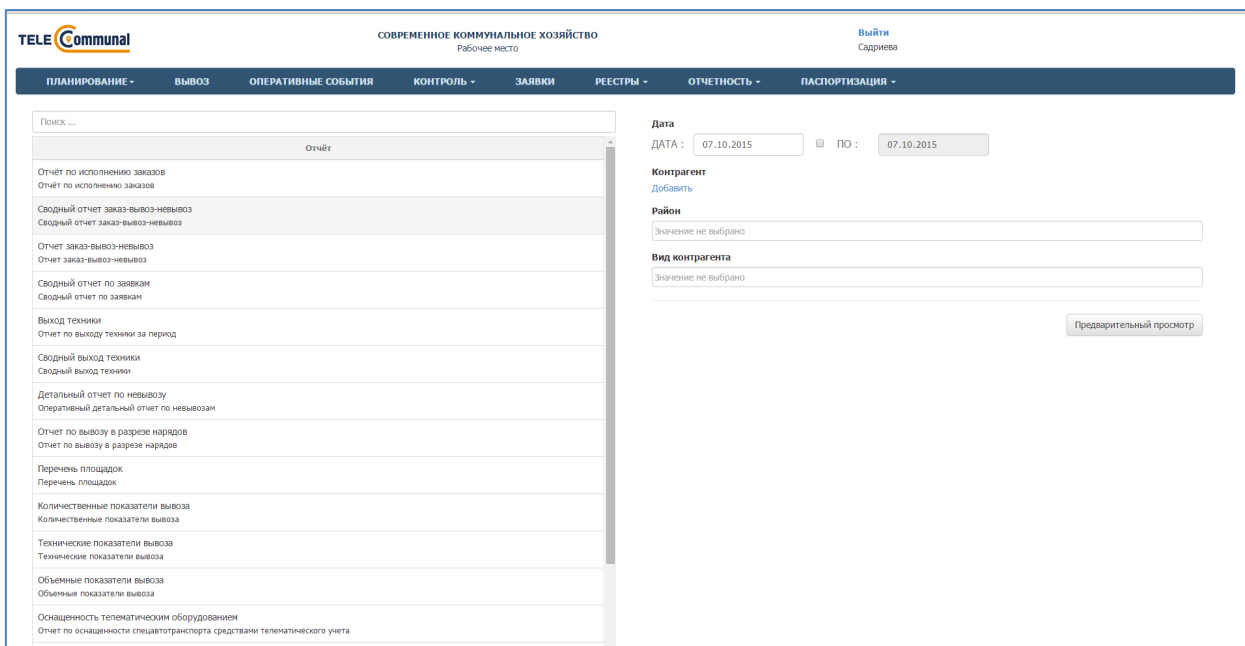 TELE Communal
СОВРЕМЕННОЕ КОММУНАЛЬНОЕ ХОЗЯЙСТВО
Рабочее место
Выйти
Садриева
ПЛАНИРОВАНИЕ ВЫВОЗ ОПЕРАТИВНЫЕ СОБЫТИЯ КОНТРОЛЬ ЗАЯВКИ РЕЕСТРЫ ОТЧЕТНОСТЬ ПАСПОРТИЗАЦИЯ
Поиск ...
Отчёт
Отчёт по исполнению заказов
Отчёт по исполнению заказов
Сводный отчет заказ-вывоз-невывоз
Сводный отчет заказ-вывоз-невывоз
Отчет заказ-вывоз-невывоз
Отчет заказ-вывоз-невывоз
Сводный отчет по заявкам
Сводный отчет по заявкам
Выход техники
Отчет по выходу техники за период
Сводный выход техники
Сводный выход техники
Детальный отчет по невывозу
Оперативный детальный отчет по невывозам
Отчет по вывозу в разрезе нарядов
Отчет по вывозу в разрезе нарядов
Перечень площадок
Перечень площадок
Количественные показатели вывоза
Количественные показатели вывоза
Технические показатели вывоза
Технические показатели вывоза
Объемные показатели вывоза
Объемные показатели вывоза
Оснащенность телематическим оборудованием
Отчет по оснащенности спецавтотранспорта средствами телематического учета
Дата
ДАТА : 07.10.2015 ПО : 07.10.2015
Контрагент
Добавить
Район
Значение не выбрано
Вид контрагента
Значение не выбрано
Предварительный просмотр